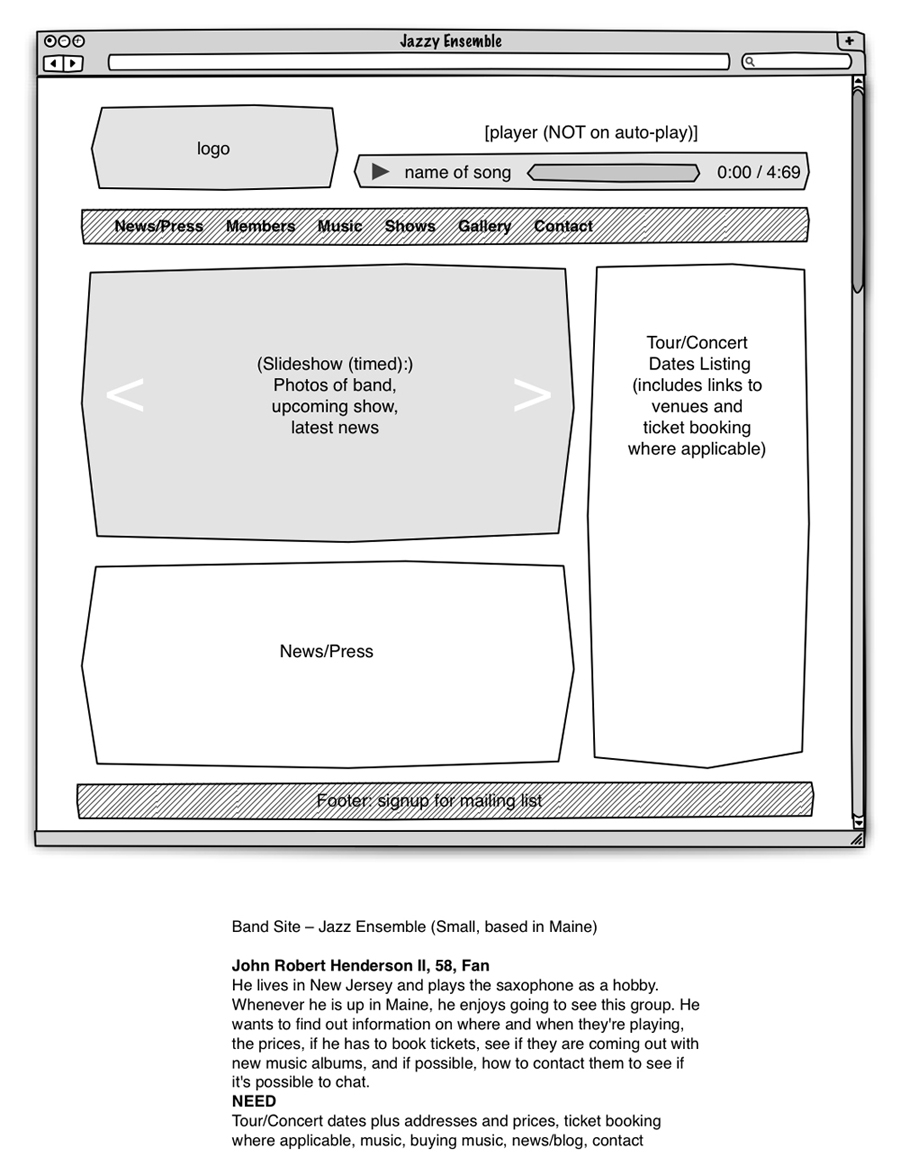 Jazzy Ensemble
logo
[player (NOT on auto-play)]
name of song 0:00 / 4:69
News/Press Members Music Shows Gallery Contact
(Slideshow (timed):)
Photos of band,
upcoming show,
latest news
< >
Tour/Concert
Dates Listing
(includes links to
venues and
ticket booking
where applicable)
News/Press
Footer: signup for mailing list
Band Site – Jazz Ensemble (Small, based in Maine)
John Robert Henderson II, 58, Fan
He lives in New Jersey and plays the saxophone as a hobby.
Whenever he is up in Maine, he enjoys going to see this group. He
wants to find out information on where and when they're playing,
the prices, if he has to book tickets, see if they are coming out with
new music albums, and if possible, how to contact them to see if
it's possible to chat.
NEED
Tour/Concert dates plus addresses and prices, ticket booking
where applicable, music, buying music, news/blog, contact